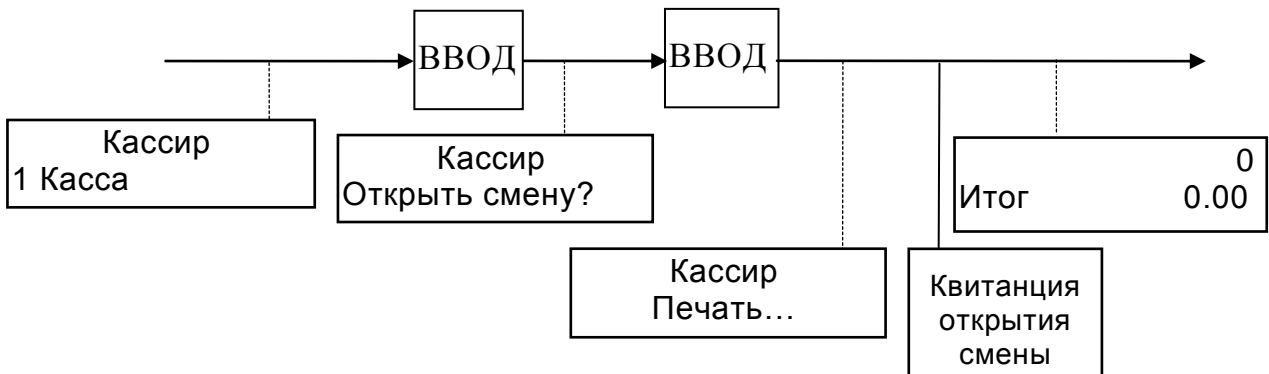 ВВОД
ВВОД
Кассир
1 Касса
Кассир
Открыть смену?
0
Итог 0.00
Кассир
Печать…
Квитанция
открытия
смены